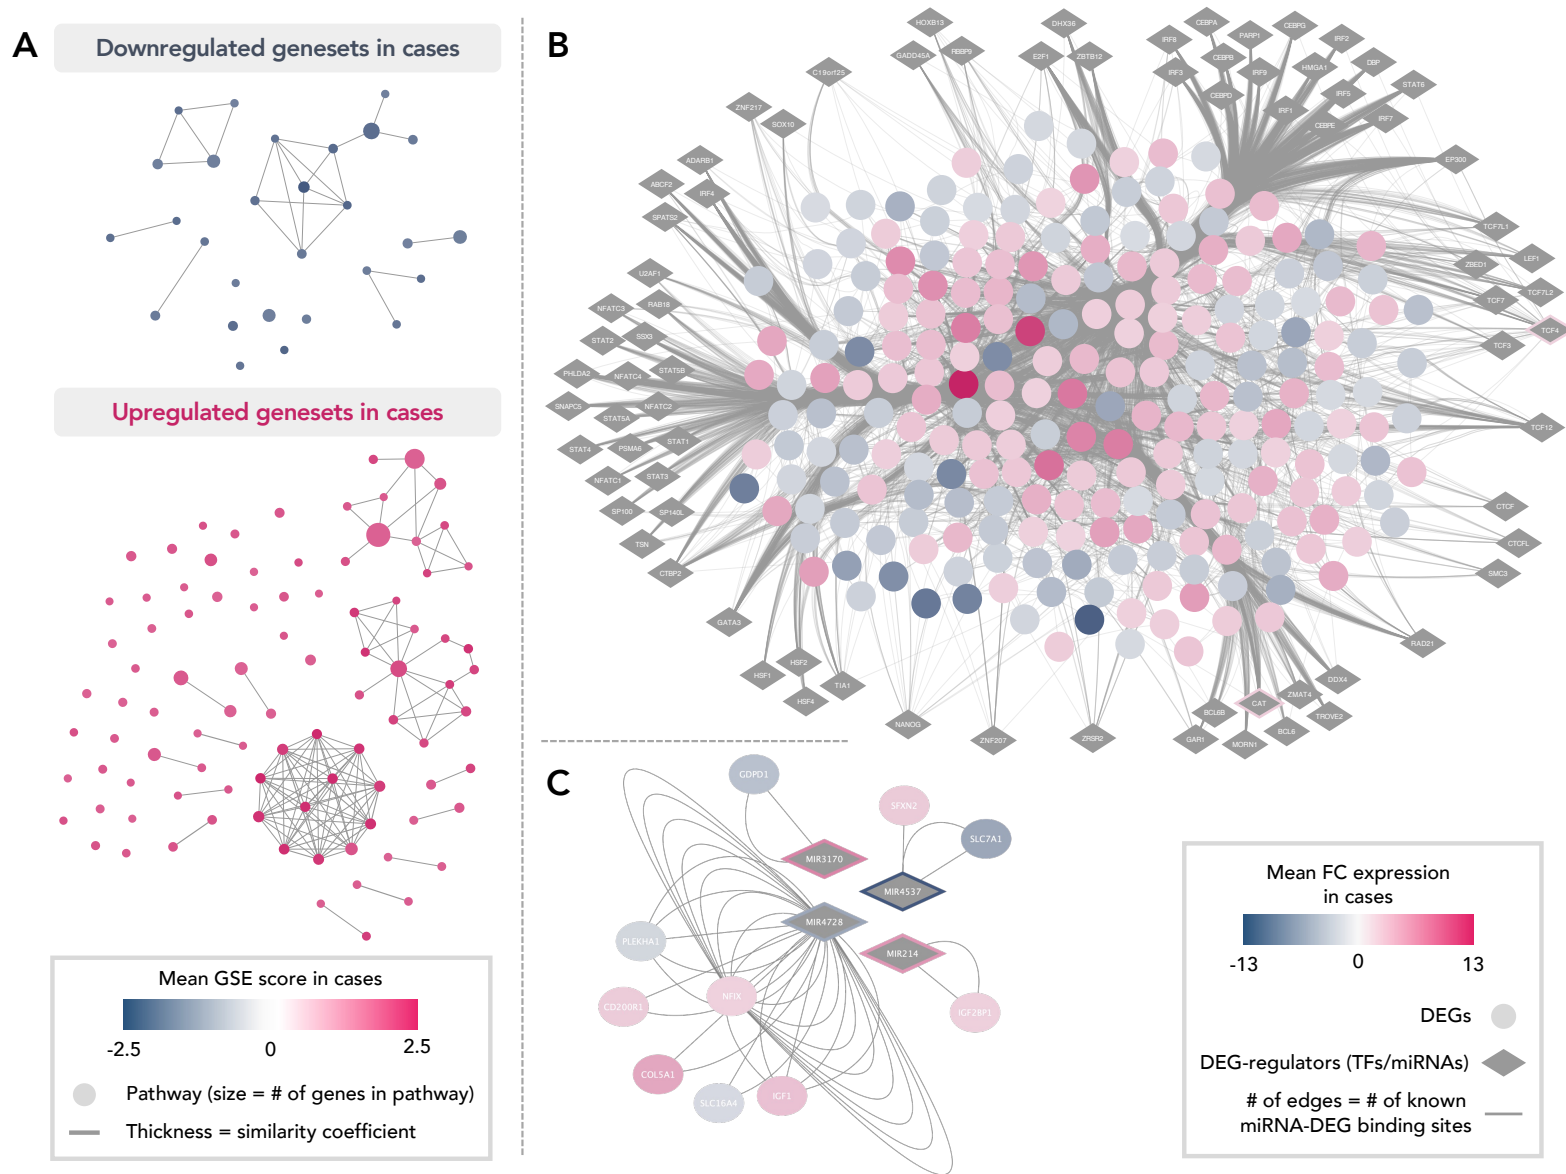 A
Downregulated genesets in cases
Upregulated genesets in cases
Mean GSE score in cases
-2.5
0
2.5
Pathway (size = # of genes in pathway)
Thickness = similarity coefficient
B
HOXB13
GADD45A
RBBP9
C19orf25
ZNF217
SOX10
ADARB1
ABCF2
IRF4
SPATS2
DHX36
E2F1
ZBTB12
IRF8
IRF3
CEBPA
CEBPB
CEBPD
PARP1
IRF9
CEBPG
HMGA1
IRF1
CEBPE
IRF2
IRF5
DBP
IRF7
STAT6
EP300
TCF7L1
ZBED1
LEF1
TCF7L2
TCF7
TCF4
TCF3
TCF12
CTCF
CTCFL
SMC3
RAD21
U2AF1
NFATC3
RAB18
STAT2
SSX3
PHLDA2
NFATC4
STAT5B
SNAPC5
STAT5A
NFATC2
STAT4
PSMA6
STAT1
NFATC1
STAT3
SP100
SP140L
TSN
CTBP2
GATA3
HSF1
HSF2
HSF4
TIA1
NANOG
ZNF207
ZRSR2
GAR1
BCL6B
MORN1
CAT
BCL6
ZMAT4
TROVE2
DDX4
C
GDPD1
SFXN2
SLC7A1
MIR3170
MIR4537
MIR4728
MIR214
PLEKHA1
NFIX
CD200R1
IGF2BP1
COL5A1
SLC16A4
IGF1
Mean FC expression
in cases
-13
0
13
DEGs
DEG-regulators (TFs/miRNAs)
# of edges = # of known
miRNA-DEG binding sites